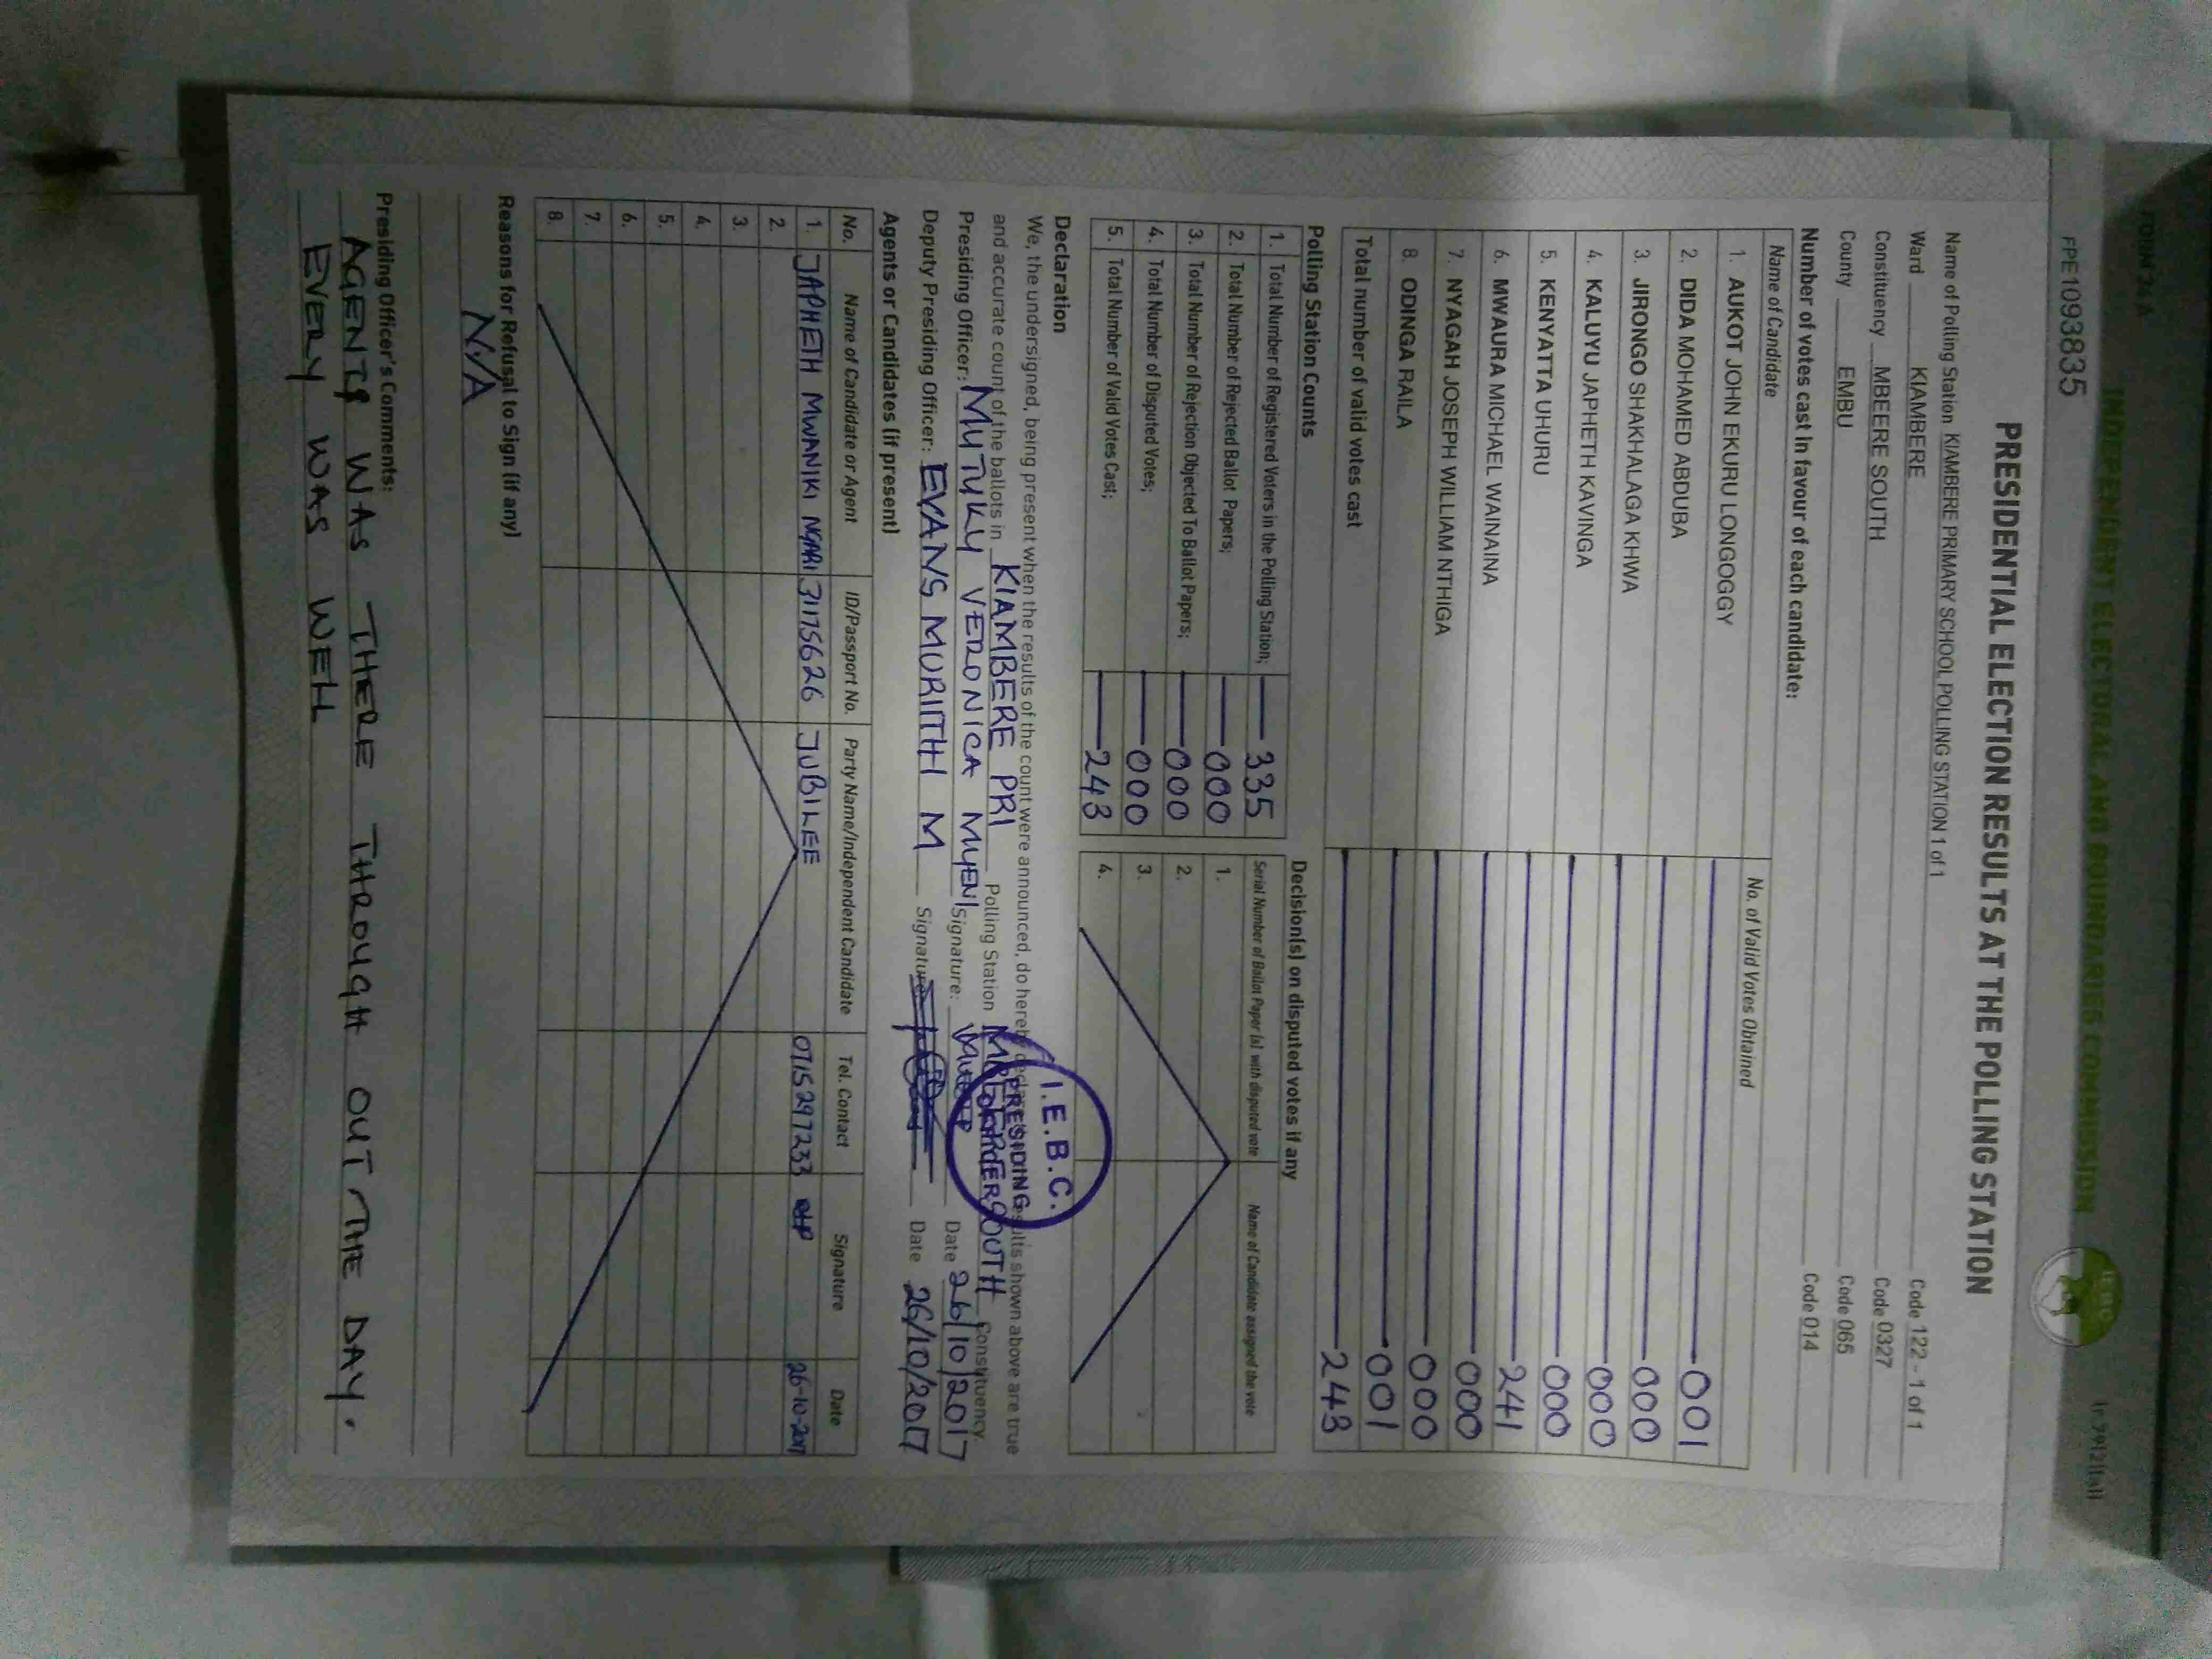 FORM 34A
INDEPENDENT ELECTORAL AND BOUNDARIES COMMISSION
FPE1093835
PRESIDENTIAL ELECTION RESULTS AT THE POLLING STATION
Name of Polling Station KIAMBERE PRIMARY SCHOOL POLLING STATION 1 of 1 Code 122 - 1 of 1
Ward KIAMBERE Code 0327
Constituency MBERE SOUTH Code 065
County EMBU Code 014
Number of votes cast in favour of each candidate:
Name of Candidate No. of Valid Votes Obtained
1. AUKOT JOHN EKURU LONGOGGY 001
2. DIDA MOHAMED ABDUBA 000
3. JIRONGO SHAKHALAGA KHWA 000
4. KALUYU JAPHETH KAVINGA 000
5. KENYATTA UHURU 241
6. MWAURA MICHAEL WAINAINA 000
7. NYAGAH JOSEPH WILLIAM NTHIGA 000
8. ODINGA RAILA 001
Total number of valid votes cast 243
Polling Station Counts
1. Total Number of Registered Voters in the Polling Station; 335
2. Total Number of Rejected Ballot Papers; 000
3. Total Number of Rejection Objected To Ballot Papers; 000
4. Total Number of Disputed Votes; 000
5. Total Number of Valid Votes Cast; 243
Decision(s) on disputed votes if any
Serial Number of Ballot Paper (s) with disputed vote Name of Candidate assigned the vote
1.
2.
3.
4.
Declaration
We, the undersigned, being present when the results of the count were announced, do hereby declare that the results shown above are true
and accurate count of the ballots in KIAMBERE PRI Polling Station SOUTH Constituency.
Presiding Officer: MUTUKU VERONICA MUENI Signature: Date 26/10/2017
Deputy Presiding Officer: EVANS MURIITHI M Signature: Date 26/10/2017
I.E.B.C.
PRESIDING
Agents or Candidates (if present)
No. Name of Candidate or Agent ID/Passport No. Party Name/Independent Candidate Tel. Contact Signature Date
1. JAPHETH MWANIKI NGARI 31175626 JUBILEE 0715297233 26-10-2017
2.
3.
4.
5.
6.
7.
8.
Reasons for Refusal to Sign (if any)
N/A
Presiding Officer's Comments:
AGENTS WAS THERE THROUGH OUT THE DAY.
EVERY WAS WELL